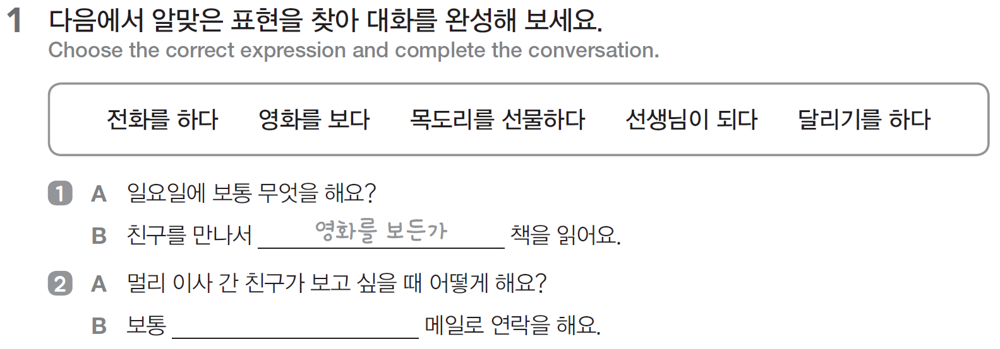 1 다음에서 알맞은 표현을 찾아 대화를 완성해 보세요.
Choose the correct expression and complete the conversation.
전화를 하다 영화를 보다 목도리를 선물하다 선생님이 되다 달리기를 하다
1 A 일요일에 보통 무엇을 해요?
B 친구를 만나서 영화를 보든가 책을 읽어요.
2 A 멀리 이사 간 친구가 보고 싶을 때 어떻게 해요?
B 보통 메일로 연락을 해요.